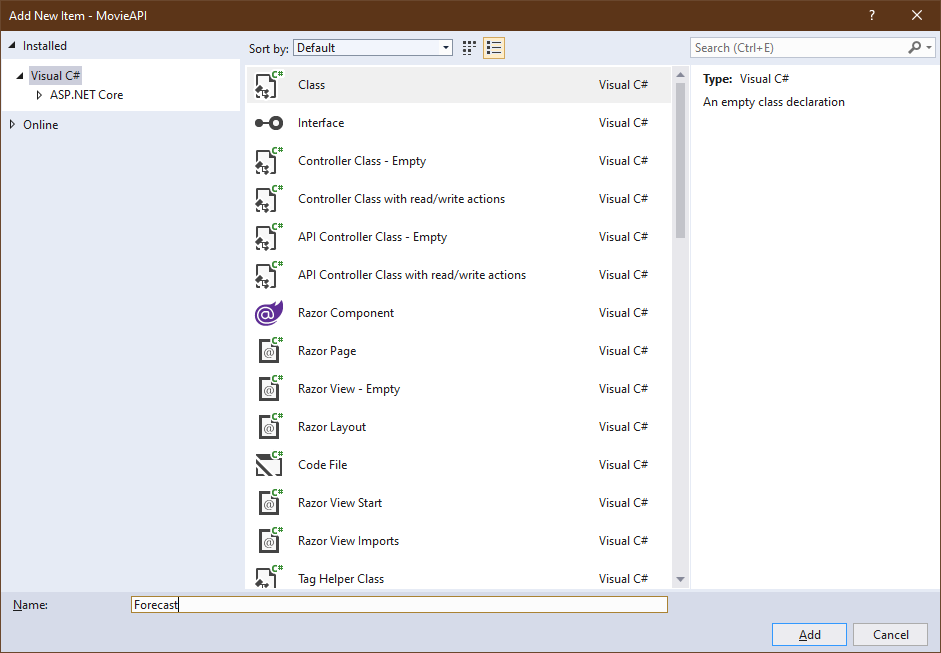 Add New Item - MovieAPI ?
Installed
Visual C#
ASP.NET Core
Online
Sort by: Default
Search (Ctrl+E)
C# Class Visual C#
Interface Visual C#
C# Controller Class - Empty Visual C#
C# Controller Class with read/write actions Visual C#
C# API Controller Class - Empty Visual C#
C# API Controller Class with read/write actions Visual C#
@ Razor Component Visual C#
C# @ Razor Page Visual C#
C# @ Razor View - Empty Visual C#
C# @ Razor Layout Visual C#
C# Code File Visual C#
C# @ Razor View Start Visual C#
C# @ Razor View Imports Visual C#
C# Tag Helper Class Visual C#
Type: Visual C#
An empty class declaration
Name: Forecast
Add Cancel